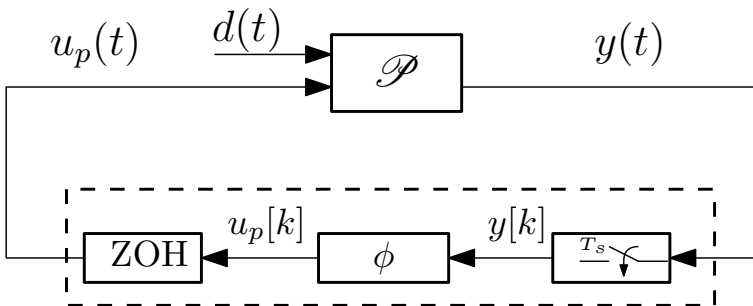 u_p(t)
d(t)
𝒫
y(t)
ZOH
u_p[k]
ϕ
y[k]
T_s